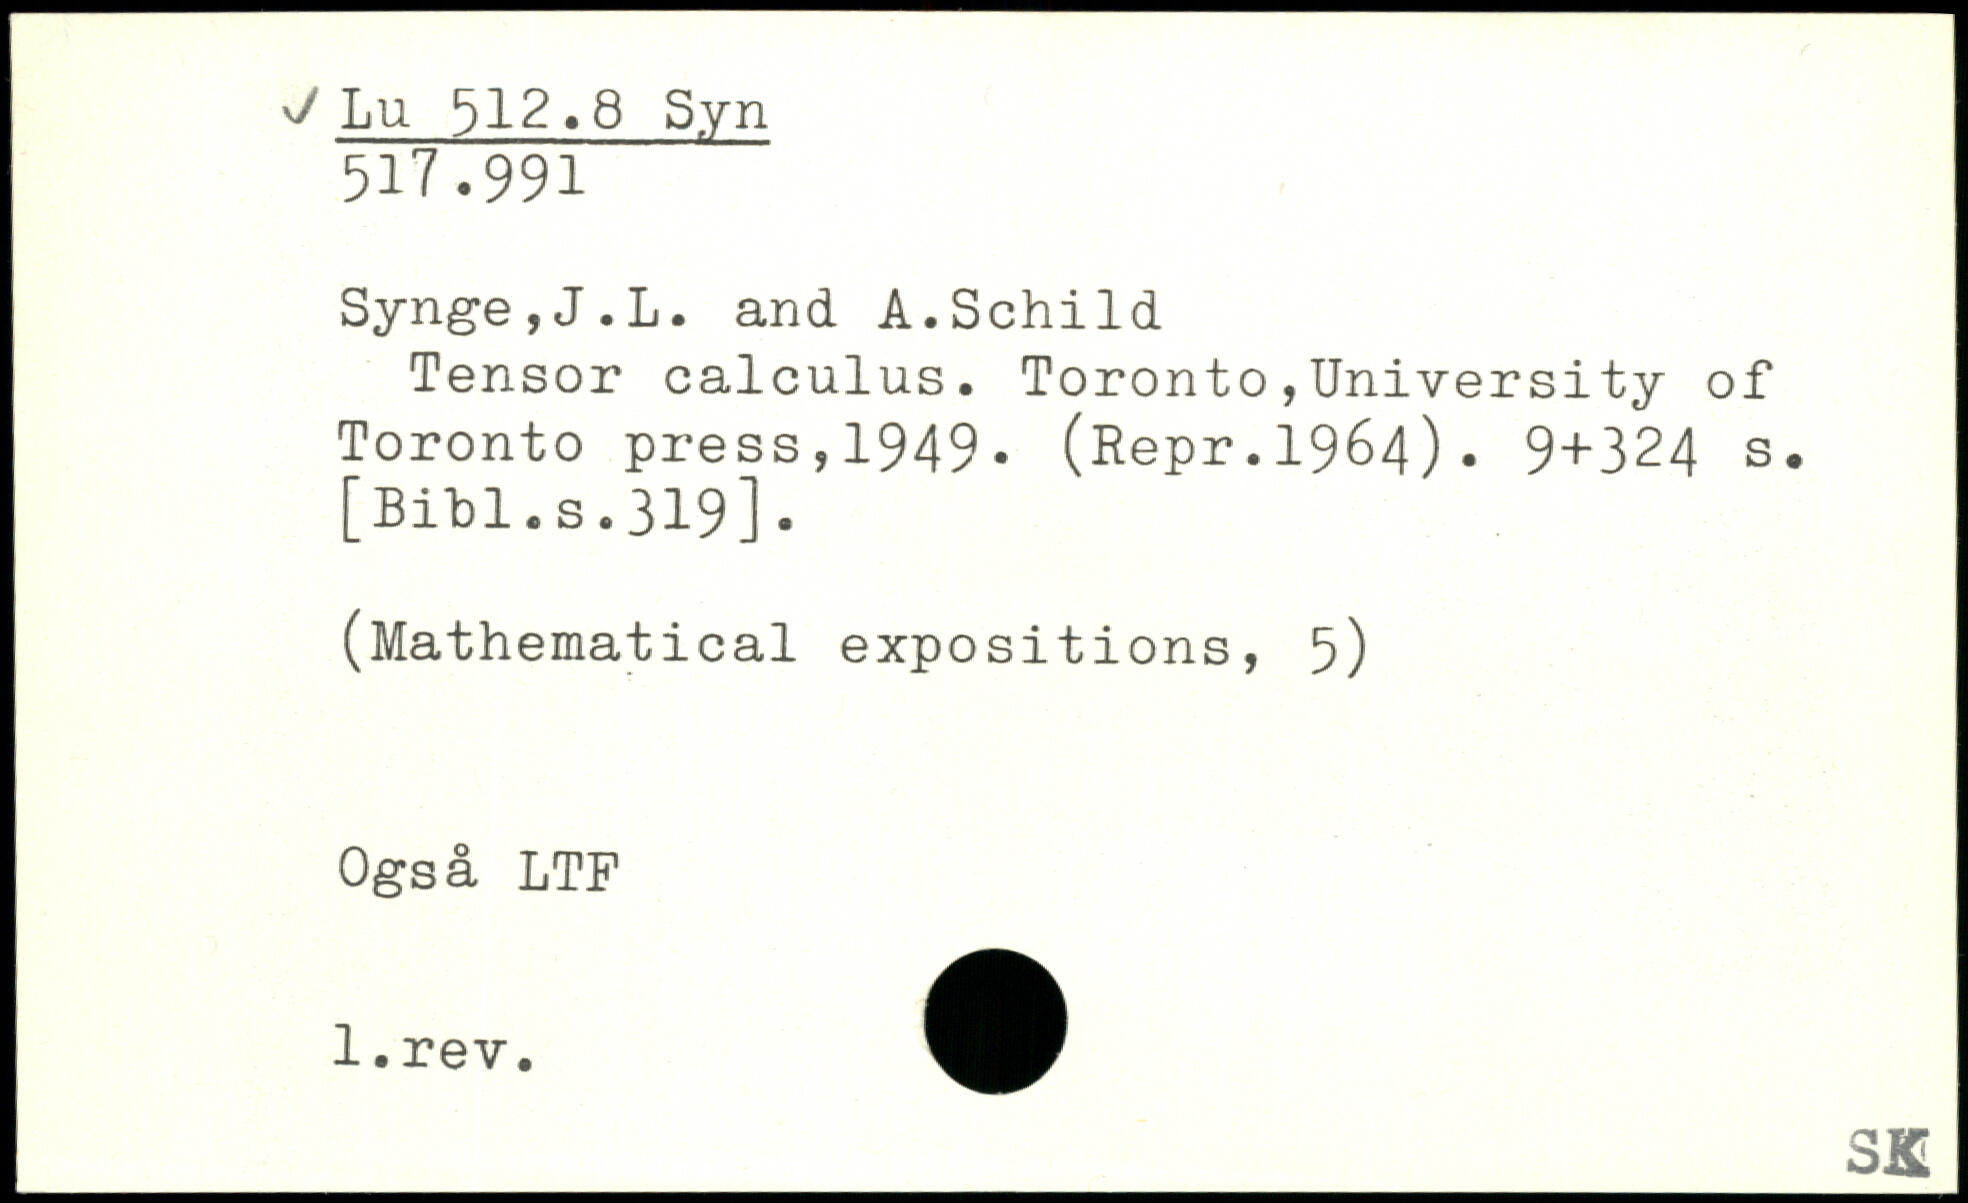 ✓ Lu 512.8 Syn
517.991
Synge,J.L. and A.Schild
Tensor calculus. Toronto,University of
Toronto press,1949. (Repr.1964). 9+324 s.
[Bibl.s.319].
(Mathematical expositions, 5)
Også LTF
1.rev.
SK